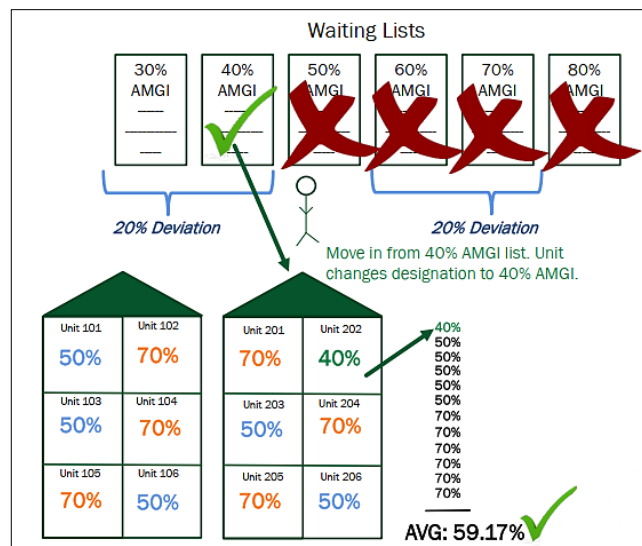 Waiting Lists
30% 40% 50% 60% 70% 80%
AMGI AMGI AMGI AMGI AMGI AMGI
20% Deviation 20% Deviation
Move in from 40% AMGI list. Unit
changes designation to 40% AMGI.
Unit 101 Unit 102
50% 70%
Unit 103 Unit 104
50% 70%
Unit 105 Unit 106
70% 50%
Unit 201 Unit 202
70% 40%
Unit 203 Unit 204
50% 70%
Unit 205 Unit 206
70% 50%
40%
50%
50%
50%
50%
50%
70%
70%
70%
70%
70%
70%
AVG: 59.17%